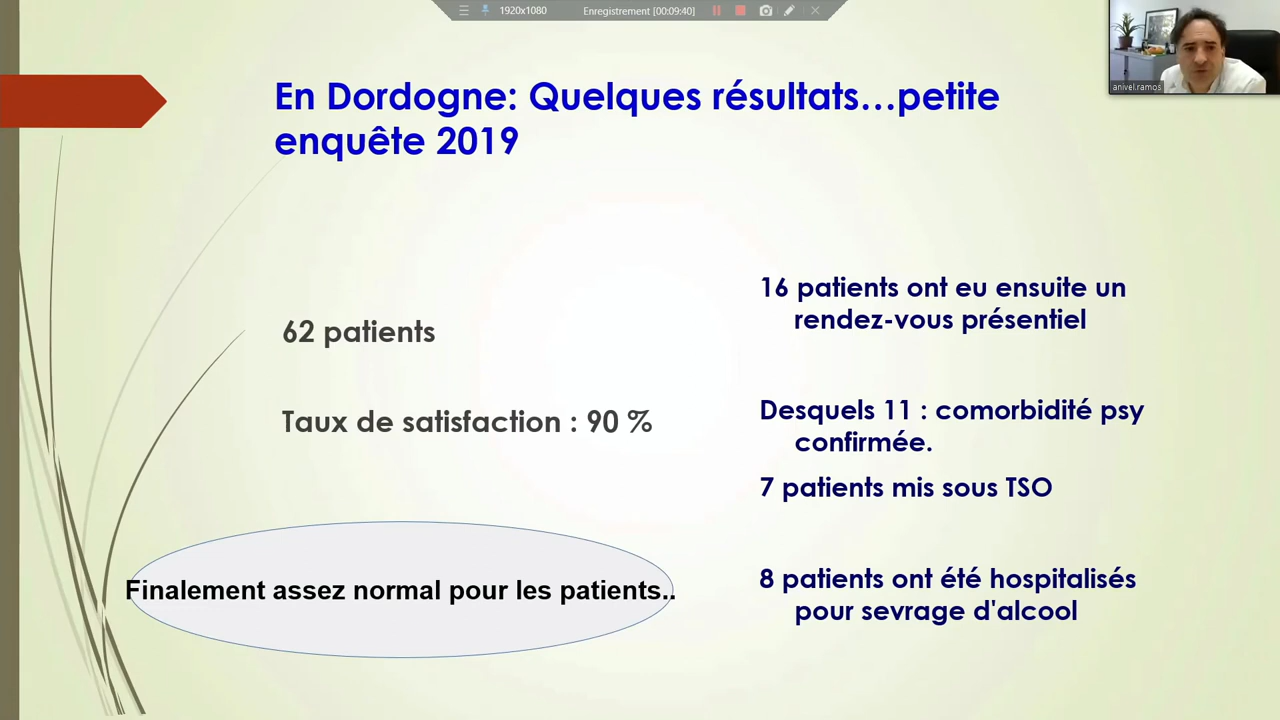 1920x1080
Enregistrement [00:09:40]
anivel.ramos
En Dordogne: Quelques résultats...petite
enquête 2019
62 patients
Taux de satisfaction : 90 %
Finalement assez normal pour les patients..
16 patients ont eu ensuite un
rendez-vous présentiel
Desquels 11 : comorbidité psy
confirmée.
7 patients mis sous TSO
8 patients ont été hospitalisés
pour sevrage d'alcool